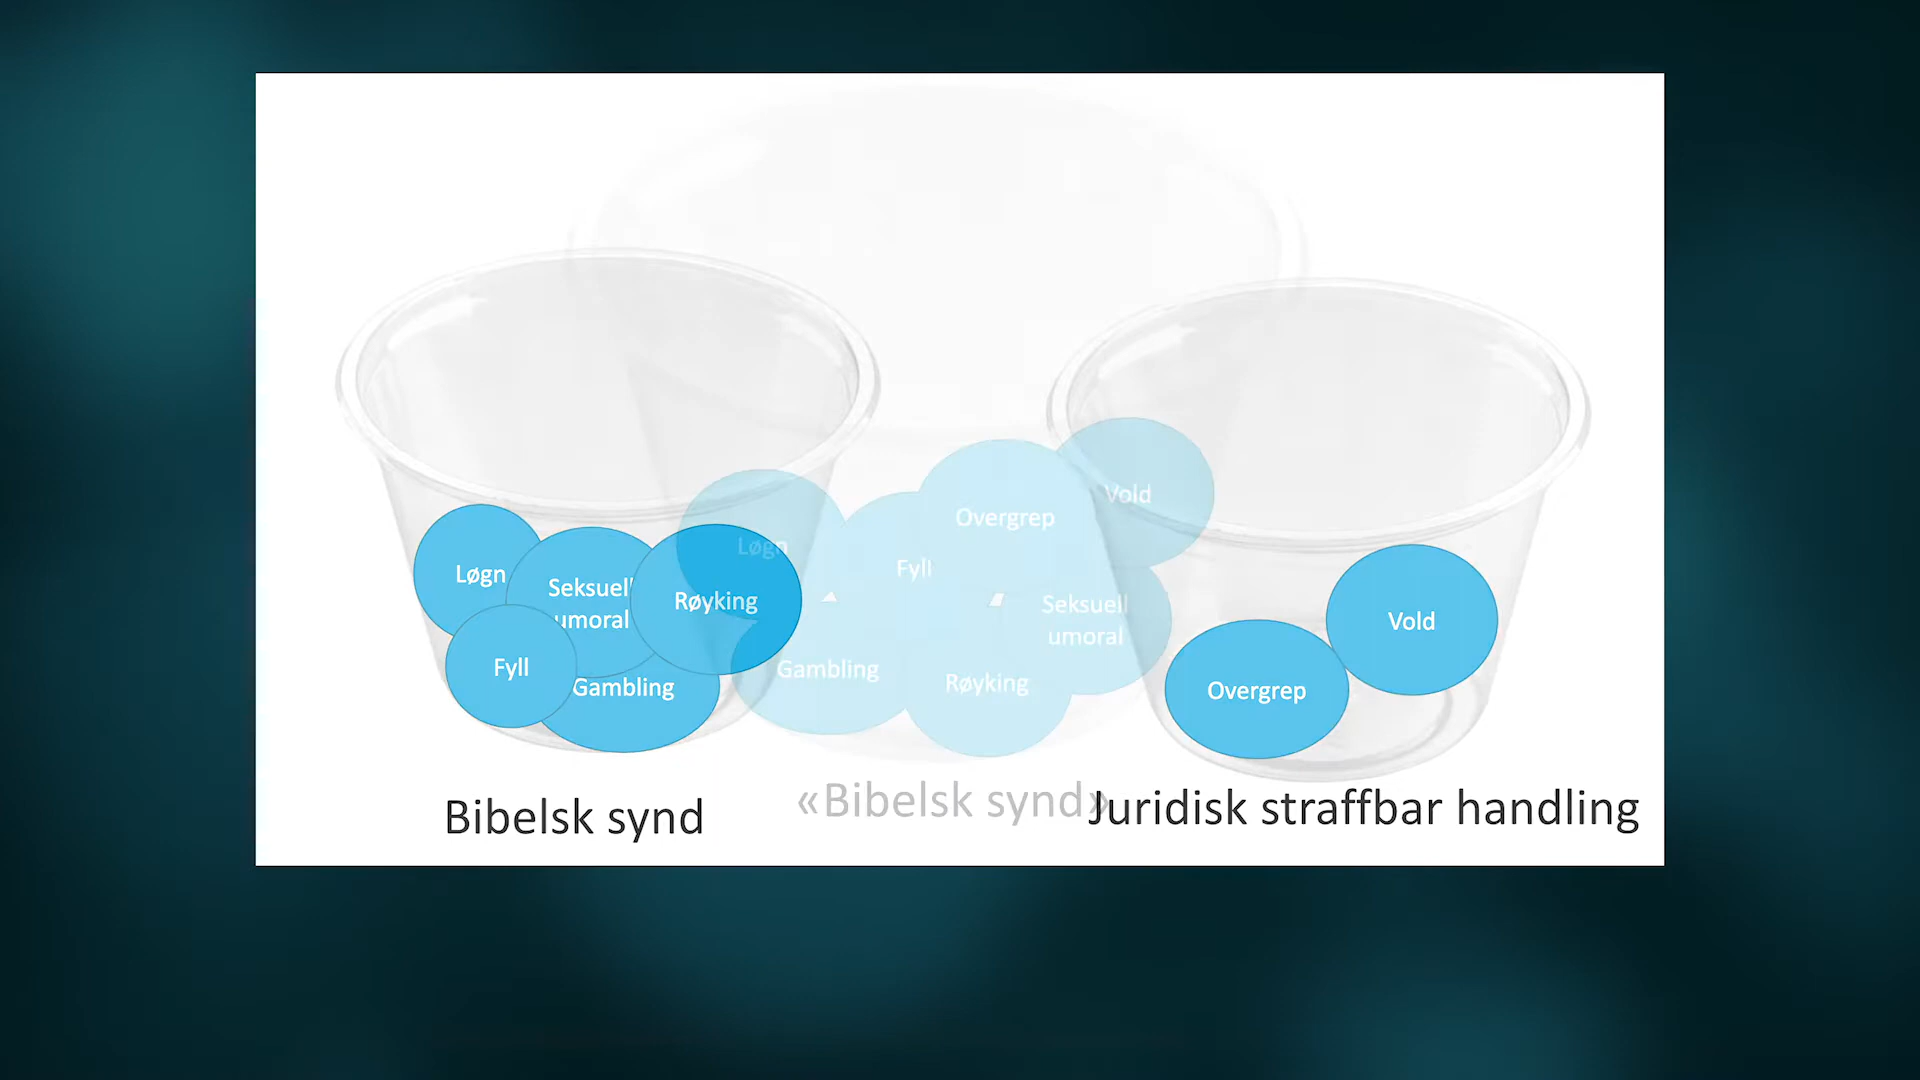 Løgn
Seksuell
umoral
Røyking
Fyll
Gambling
Bibelsk synd
Løgn
Fyll
Overgrep
Vold
Seksuell
umoral
Gambling
Røyking
«Bibelsk synd»
Vold
Overgrep
Juridisk straffbar handling